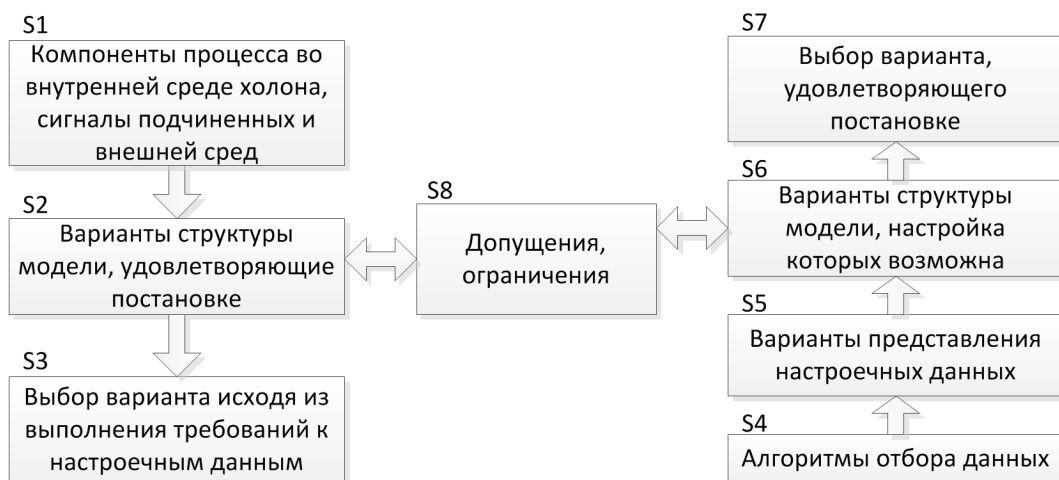 S1
Компоненты процесса во
внутренней среде холона,
сигналы подчиненных и
внешней сред
S2
Варианты структуры
модели, удовлетворяющие
постановке
S3
Выбор варианта исходя из
выполнения требований к
настроечным данным
S8
Допущения,
ограничения
S7
Выбор варианта,
удовлетворяющего
постановке
S6
Варианты структуры
модели, настройка
которых возможна
S5
Варианты представления
настроечных данных
S4
Алгоритмы отбора данных